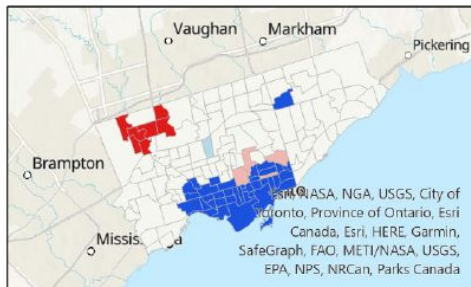 Vaughan
Markham
Pickering
Brampton
Esri, NASA, NGA, USGS, City of
Toronto, Province of Ontario, Esri
Mississauga
Canada, Esri, HERE, Garmin,
SafeGraph, FAO, METI/NASA, USGS,
EPA, NPS, NRCan, Parks Canada